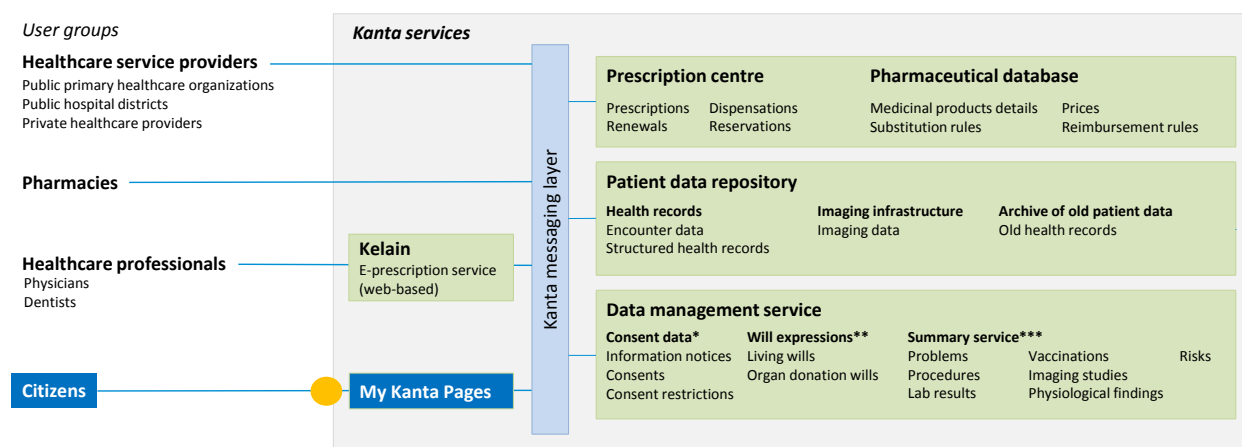 User groups
Kanta services
Healthcare service providers
Public primary healthcare organizations
Public hospital districts
Private healthcare providers
Pharmacies
Healthcare professionals
Physicians
Dentists
Citizens
Kelain
E-prescription service
(web-based)
My Kanta Pages
Kanta messaging layer
Prescription centre
Prescriptions Dispensations
Renewals Reservations
Pharmaceutical database
Medicinal products details Prices
Substitution rules Reimbursement rules
Patient data repository
Health records
Encounter data
Structured health records
Imaging infrastructure
Imaging data
Archive of old patient data
Old health records
Data management service
Consent data*
Information notices
Consents
Consent restrictions
Will expressions**
Living wills
Organ donation wills
Summary service***
Problems Vaccinations Risks
Procedures Imaging studies
Lab results Physiological findings